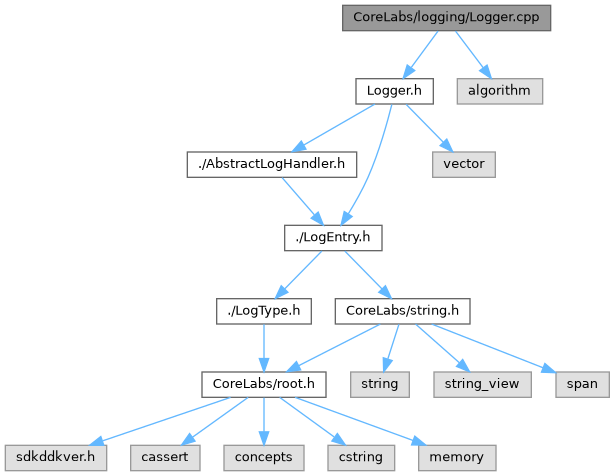 CoreLabs/logging/Logger.cpp
Logger.h
algorithm
./AbstractLogHandler.h
vector
./LogEntry.h
./LogType.h
CoreLabs/string.h
CoreLabs/root.h
string
string_view
span
sdkddkver.h
cassert
concepts
cstring
memory